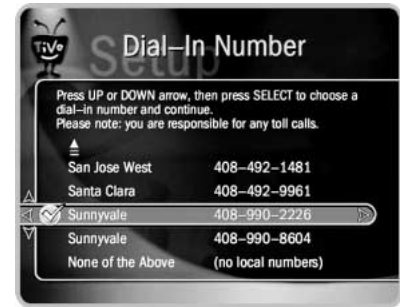 TiVo
Setup
Dial-In Number
Press UP or DOWN arrow, then press SELECT to choose a
dial-in number and continue.
Please note: you are responsible for any toll calls.
San Jose West 408-492-1481
Santa Clara 408-492-9961
Sunnyvale 408-990-2226
Sunnyvale 408-990-8604
None of the Above (no local numbers)